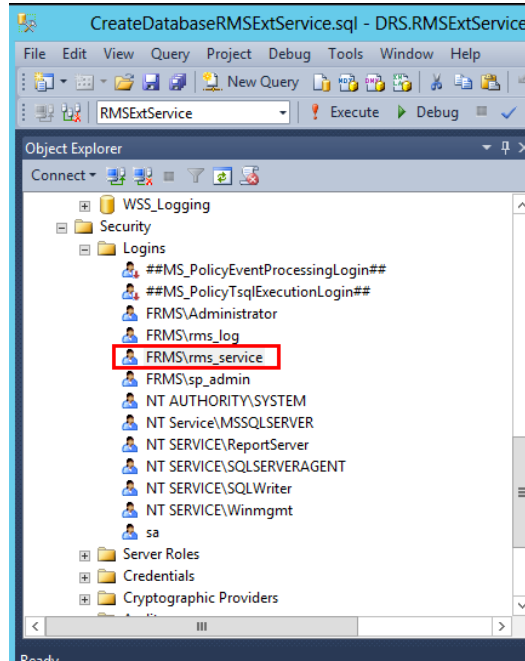 CreateDatabaseRMSExtService.sql - DRS.RMSExtService
File Edit View Query Project Debug Tools Window Help
New Query
RMSExtService Execute Debug
Object Explorer
Connect
WSS_Logging
Security
Logins
##MS_PolicyEventProcessingLogin##
##MS_PolicyTsqlExecutionLogin##
FRMS\Administrator
FRMS\rms_log
FRMS\rms_service
FRMS\sp_admin
NT AUTHORITY\SYSTEM
NT Service\MSSQLSERVER
NT SERVICE\ReportServer
NT SERVICE\SQLSERVERAGENT
NT SERVICE\SQLWriter
NT SERVICE\Winmgmt
sa
Server Roles
Credentials
Cryptographic Providers
Ready